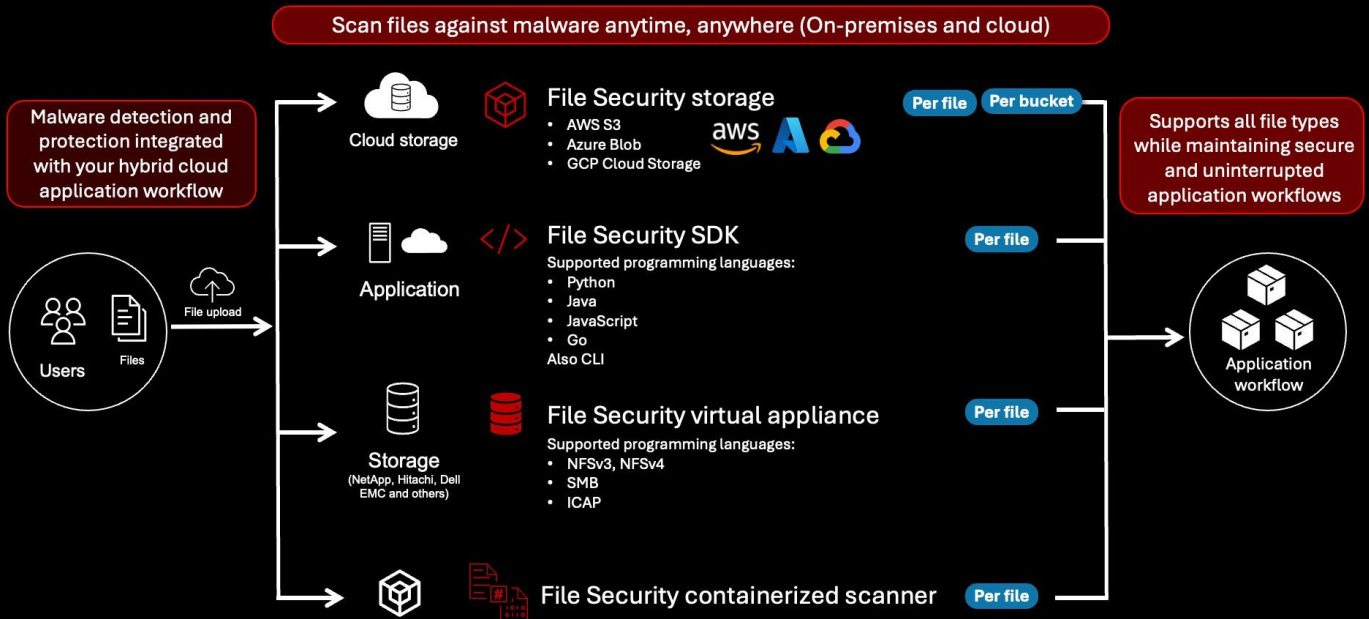 Scan files against malware anytime, anywhere (On-premises and cloud)
Malware detection and
protection integrated
with your hybrid cloud
application workflow
Users
Files
File upload
Cloud storage
File Security storage
• AWS S3
• Azure Blob
• GCP Cloud Storage
aws
Per file
Per bucket
Application
</>
File Security SDK
Supported programming languages:
• Python
• Java
• JavaScript
• Go
Also CLI
Per file
Storage
(NetApp, Hitachi, Dell
EMC and others)
File Security virtual appliance
Supported programming languages:
• NFSv3, NFSv4
• SMB
• ICAP
Per file
#
1010
0110
File Security containerized scanner
Per file
Supports all file types
while maintaining secure
and uninterrupted
application workflows
Application
workflow